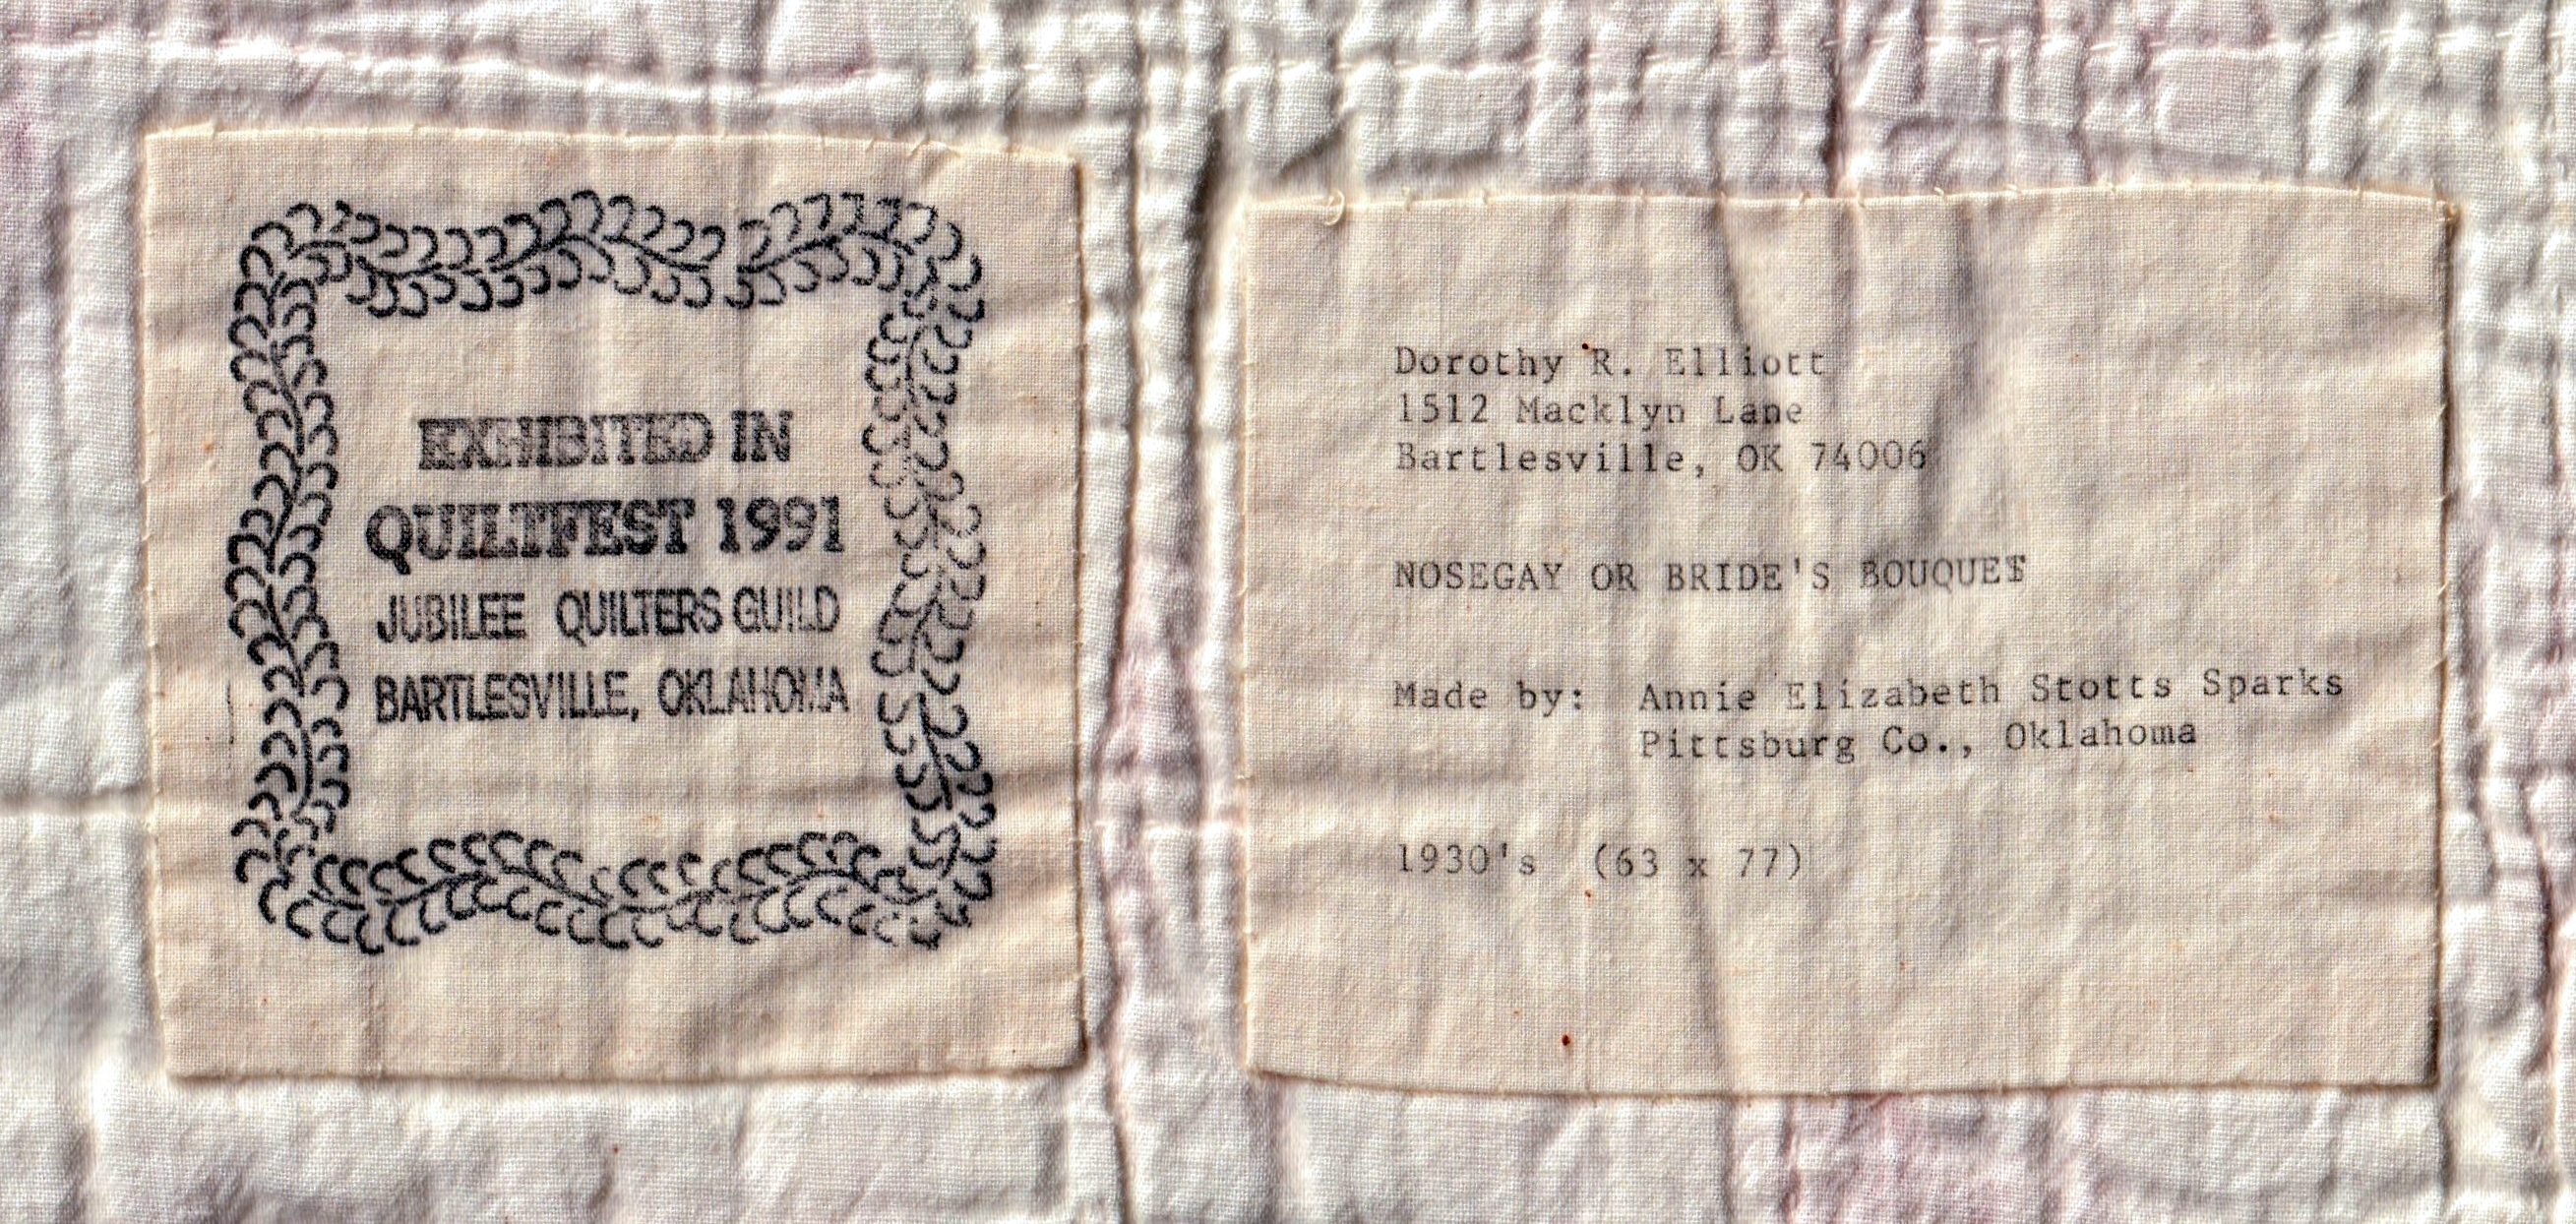 EXHIBITED IN
QUILTFEST 1991
JUBILEE QUILTERS GUILD
BARTLESVILLE, OKLAHOMA
Dorothy R. Elliott
1512 Macklyn Lane
Bartlesville, OK 74006
NOSEGAY OR BRIDE'S BOUQUET
Made by: Annie Elizabeth Stotts Sparks
Pittsburg Co., Oklahoma
1930's (63 x 77)